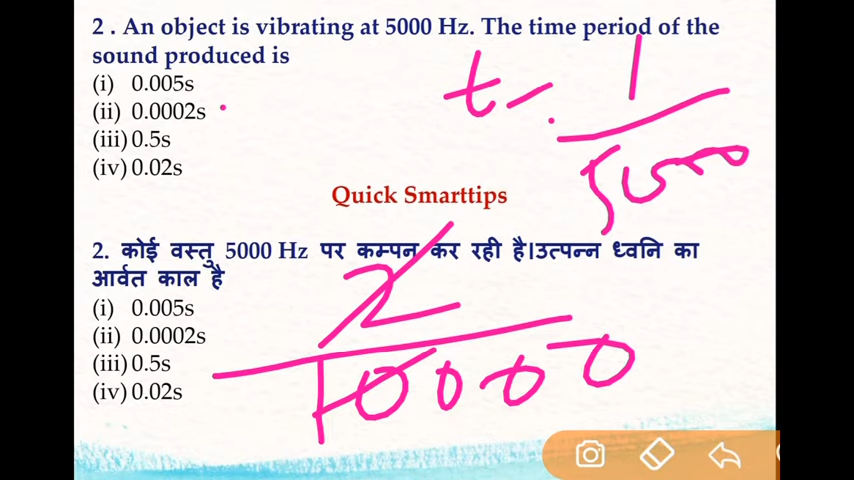 2 . An object is vibrating at 5000 Hz. The time period of the
sound produced is
(i) 0.005s
(ii) 0.0002s
(iii) 0.5s
(iv) 0.02s
t = 1
5000
Quick Smarttips
2. कोई वस्तु 5000 Hz पर कम्पन कर रही है।उत्पन्न ध्वनि का
आर्वत काल है
(i) 0.005s
(ii) 0.0002s
(iii) 0.5s
(iv) 0.02s
2
10000